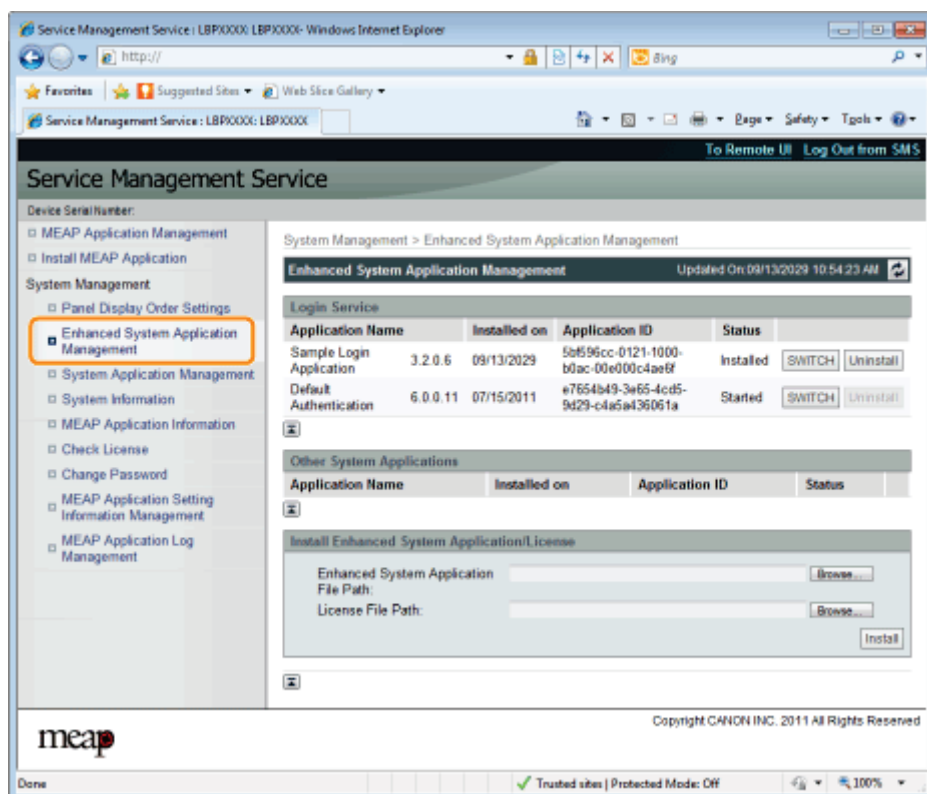 Service Management Service : LBPXXXX: LBPXXXX- Windows Internet Explorer
http://
Bing
Favorites
Suggested Sites
Web Slice Gallery
Service Management Service : LBPXXXX: LBPXXXX
Page Safety Tools
To Remote UI Log Out from SMS
Service Management Service
Device Serial Number:
MEAP Application Management
Install MEAP Application
System Management
Panel Display Order Settings
Enhanced System Application
Management
System Application Management
System Information
MEAP Application Information
Check License
Change Password
MEAP Application Setting
Information Management
MEAP Application Log
Management
System Management > Enhanced System Application Management
Enhanced System Application Management Updated On:09/13/2029 10:54:23 AM
Login Service
Application Name Installed on Application ID Status
Sample Login
Application 3.2.0.6 09/13/2029 5bf596cc-0121-1000-
b0ac-00e000c4ae6f Installed SWITCH Uninstall
Default
Authentication 6.0.0.11 07/15/2011 e7654b49-3e65-4cd5-
9d29-c4a5a436061a Started SWITCH Uninstall
Other System Applications
Application Name Installed on Application ID Status
Install Enhanced System Application/License
Enhanced System Application
File Path: Browse...
License File Path: Browse...
Install
Copyright CANON INC. 2011 All Rights Reserved
meap
Done Trusted sites | Protected Mode: Off 100%